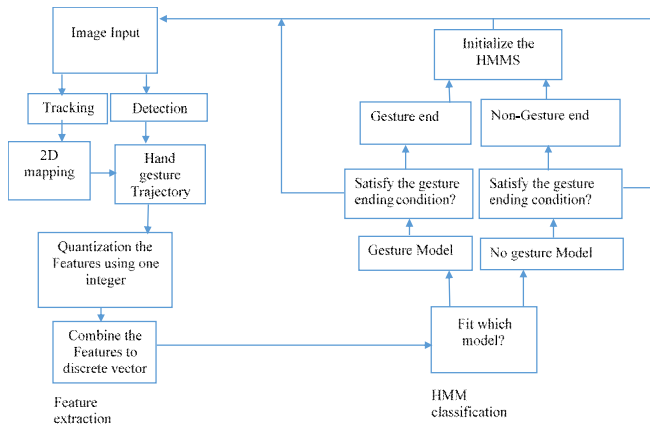 Image Input
Tracking
Detection
2D
mapping
Hand
gesture
Trajectory
Quantization the
Features using one
integer
Combine the
Features to
discrete vector
Feature
extraction
Initialize the
HMMS
Gesture end
Non-Gesture end
Satisfy the gesture
ending condition?
Satisfy the gesture
ending condition?
Gesture Model
No gesture Model
Fit which
model?
HMM
classification